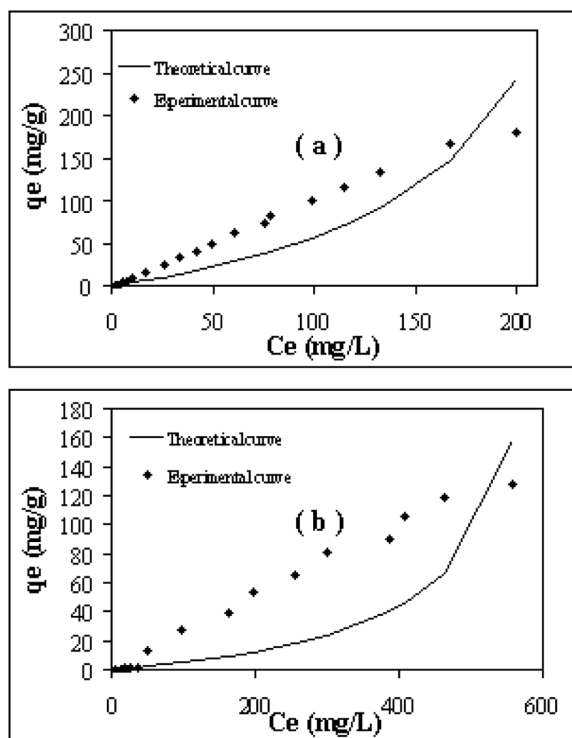 300
250
200
150
100
50
0
qe (mg/g)
Theoretical curve
Experimental curve
( a )
0 50 100 150 200
Ce (mg/L)
180
160
140
120
100
80
60
40
20
0
qe (mg/g)
Theoretical curve
Experimental curve
( b )
0 200 400 600
Ce (mg/L)